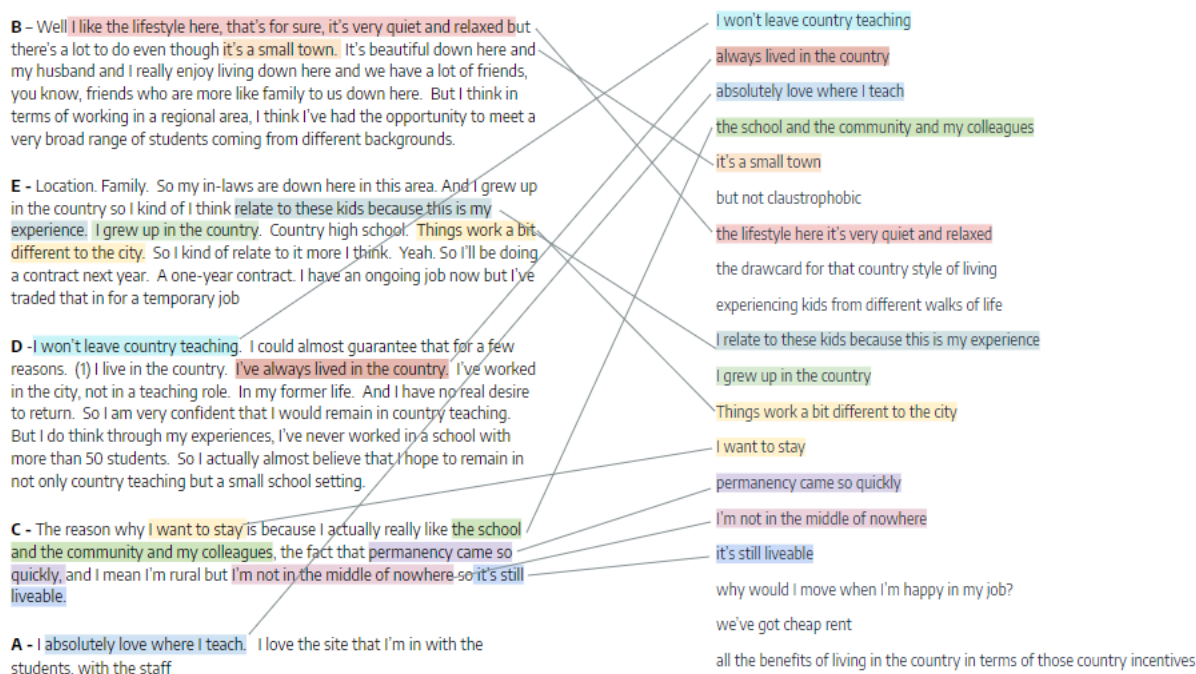 B – Well I like the lifestyle here, that's for sure, it's very quiet and relaxed but
there's a lot to do even though it's a small town. It's beautiful down here and
my husband and I really enjoy living down here and we have a lot of friends,
you know, friends who are more like family to us down here. But I think in
terms of working in a regional area, I think I've had the opportunity to meet a
very broad range of students coming from different backgrounds.
E - Location. Family. So my in-laws are down here in this area. And I grew up
in the country so I kind of I think relate to these kids because this is my
experience. I grew up in the country. Country high school. Things work a bit
different to the city. So I kind of relate to it more I think. Yeah. So I'll be doing
a contract next year. A one-year contract. I have an ongoing job now but I've
traded that in for a temporary job
D -I won't leave country teaching. I could almost guarantee that for a few
reasons. (1) I live in the country. I've always lived in the country. I've worked
in the city, not in a teaching role. In my former life. And I have no real desire
to return. So I am very confident that I would remain in country teaching.
But I do think through my experiences, I've never worked in a school with
more than 50 students. So I actually almost believe that I hope to remain in
not only country teaching but a small school setting.
C - The reason why I want to stay is because I actually really like the school
and the community and my colleagues, the fact that permanency came so
quickly, and I mean I'm rural but I'm not in the middle of nowhere so it's still
liveable.
A - I absolutely love where I teach. I love the site that I'm in with the
students, with the staff
I won't leave country teaching
always lived in the country
absolutely love where I teach
the school and the community and my colleagues
it's a small town
but not claustrophobic
the lifestyle here it's very quiet and relaxed
the drawcard for that country style of living
experiencing kids from different walks of life
I relate to these kids because this is my experience
I grew up in the country
Things work a bit different to the city
I want to stay
permanency came so quickly
I'm not in the middle of nowhere
it's still liveable
why would I move when I'm happy in my job?
we've got cheap rent
all the benefits of living in the country in terms of those country incentives